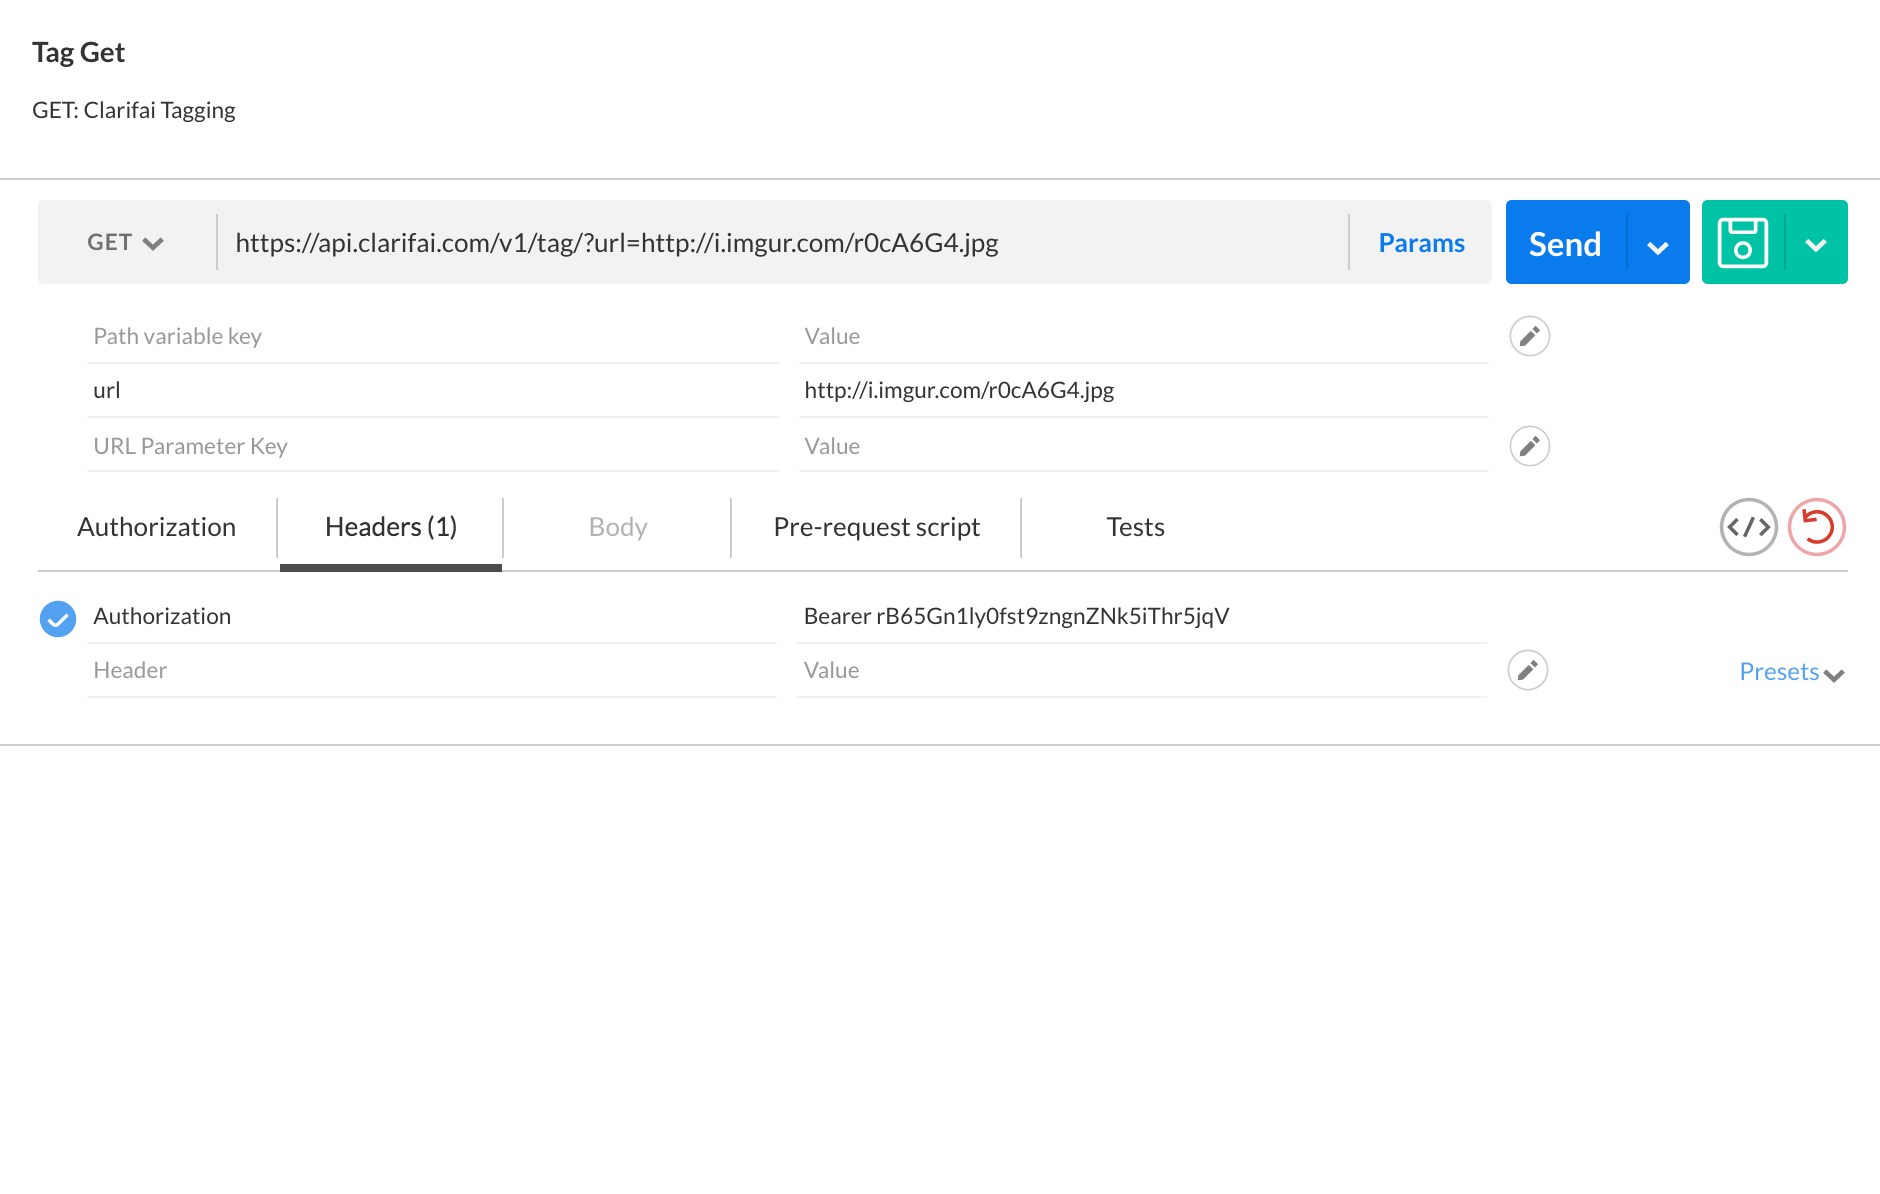 Tag Get
GET: Clarifai Tagging
GET https://api.clarifai.com/v1/tag/?url=http://i.imgur.com/r0cA6G4.jpg Params Send
Path variable key Value
url http://i.imgur.com/r0cA6G4.jpg
URL Parameter Key Value
Authorization Headers (1) Body Pre-request script Tests
Authorization Bearer rB65Gn1ly0fst9zngnZNk5iThr5jqV
Header Value Presets